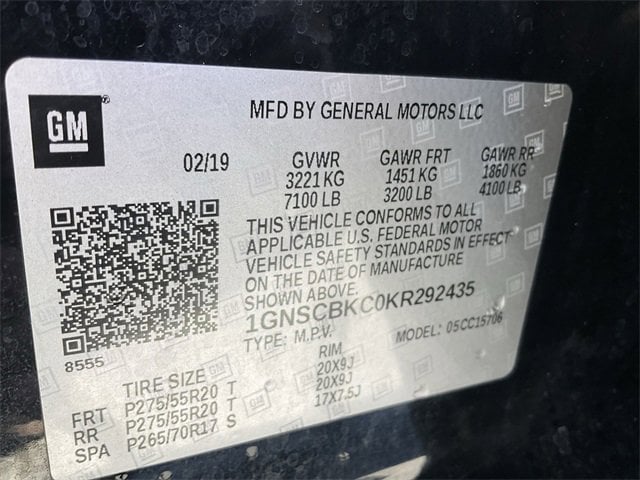 GM
MFD BY GENERAL MOTORS LLC
02/19 GVWR GAWR FRT GAWR RR
3221 KG 1451 KG 1860 KG
7100 LB 3200 LB 4100 LB
THIS VEHICLE CONFORMS TO ALL
APPLICABLE U.S. FEDERAL MOTOR
VEHICLE SAFETY STANDARDS IN EFFECT
ON THE DATE OF MANUFACTURE
SHOWN ABOVE.
1GNSCBKC0KR292435
8555
TYPE: M.P.V. MODEL: 05CC15706
TIRE SIZE RIM
FRT P275/55R20 T 20X9J
RR P275/55R20 T 20X9J
SPA P265/70R17 S 17X7.5J